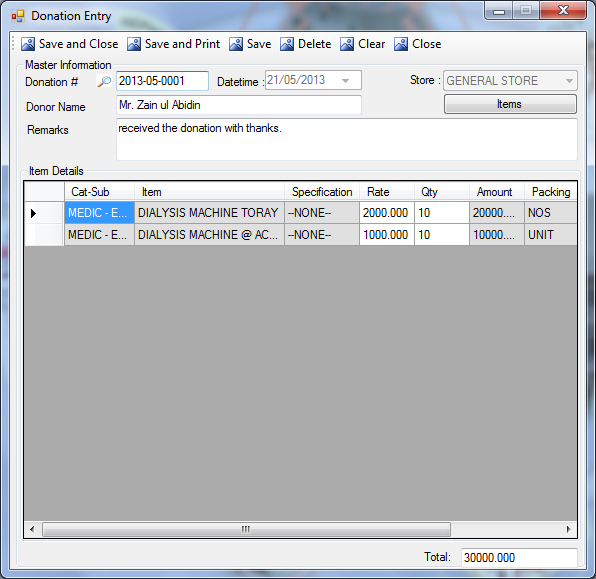 Donation Entry
Save and Close Save and Print Save Delete Clear Close
Master Information
Donation # 2013-05-0001 Datetime : 21/05/2013 Store : GENERAL STORE
Donor Name Mr. Zain ul Abidin Items
Remarks received the donation with thanks.
Item Details
Cat-Sub Item Specification Rate Qty Amount Packing
MEDIC - E... DIALYSIS MACHINE TORAY --NONE-- 2000.000 10 20000.... NOS
MEDIC - E... DIALYSIS MACHINE @ AC... --NONE-- 1000.000 10 10000.... UNIT
Total: 30000.000